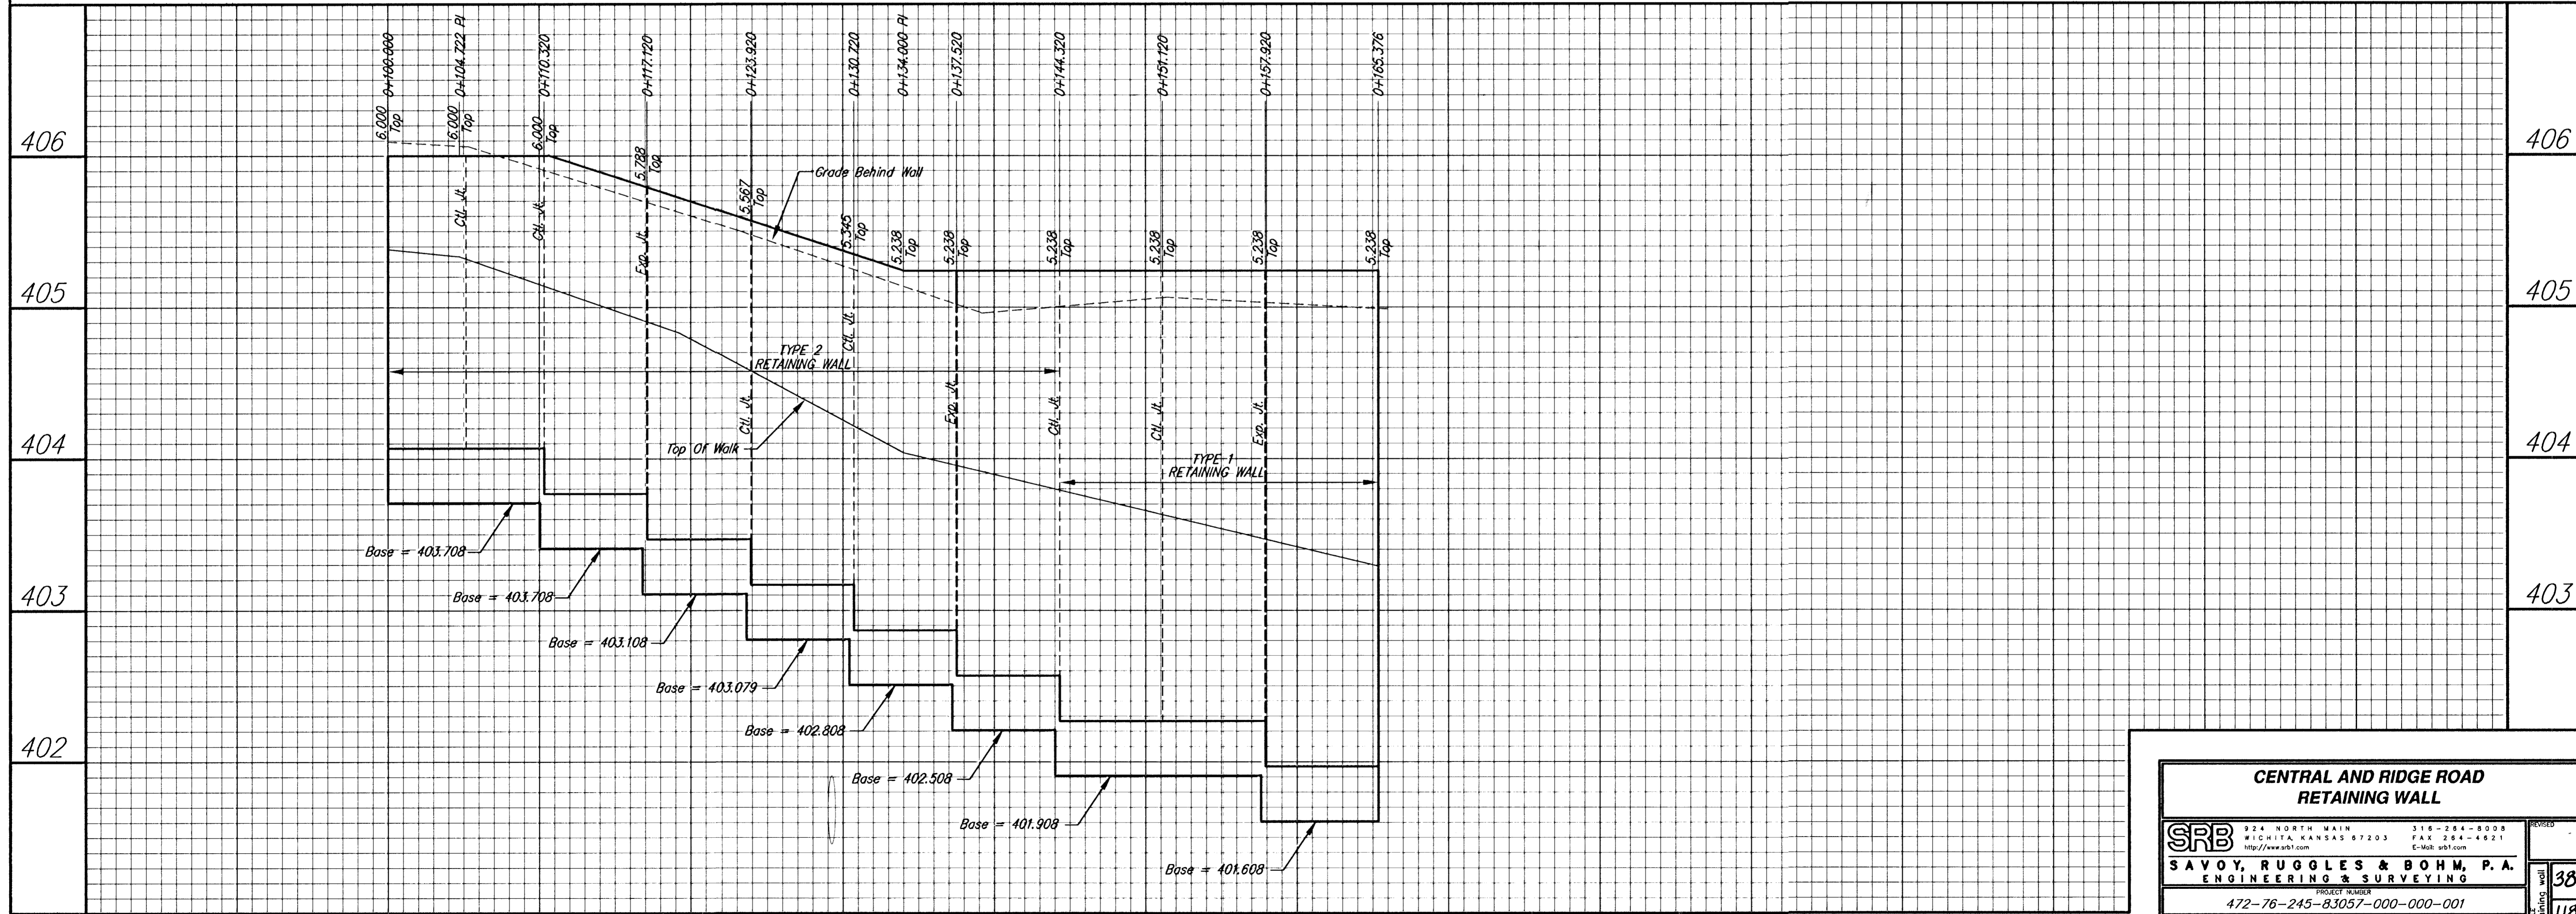 0+100.000
0+104.722 PI
0+110.320
0+117.120
0+123.920
0+130.720
0+134.000 PI
0+137.520
0+144.320
0+151.120
0+157.920
0+165.376
6.000
Top
6.000
Top
6.000
Top
5.788
Top
5.567
Top
5.345
Top
5.238
Top
5.238
Top
5.238
Top
5.238
Top
5.238
Top
5.238
Top
406
406
Grade Behind Wall
Ctl. Jt.
Ctl. Jt.
Exp. Jt.
Ctl. Jt.
Ctl. Jt.
Exp. Jt.
Ctl. Jt.
Ctl. Jt.
Exp. Jt.
405
405
TYPE 2
RETAINING WALL
Top Of Walk
404
404
TYPE 1
RETAINING WALL
Base = 403.708
Base = 403.708
403
403
Base = 403.108
Base = 403.079
Base = 402.808
402
Base = 402.508
Base = 401.908
Base = 401.608
CENTRAL AND RIDGE ROAD
RETAINING WALL
SRB
924 NORTH MAIN
WICHITA, KANSAS 67203
http://www.srb1.com
316-264-8008
FAX 264-4621
E-Mail: srb1.com
REVISED
SAVOY, RUGGLES & BOHM, P.A.
ENGINEERING & SURVEYING
PROJECT NUMBER
472-76-245-83057-000-000-001
38
118